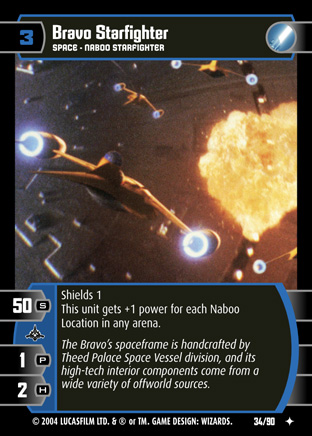 3
Bravo Starfighter
SPACE - NABOO STARFIGHTER
50 S
Shields 1
This unit gets +1 power for each Naboo
Location in any arena.
1 P
2 H
The Bravo's spaceframe is handcrafted by
Theed Palace Space Vessel division, and its
high-tech interior components come from a
wide variety of offworld sources.
© 2004 LUCASFILM LTD. & ® or TM. GAME DESIGN: WIZARDS.
34/90